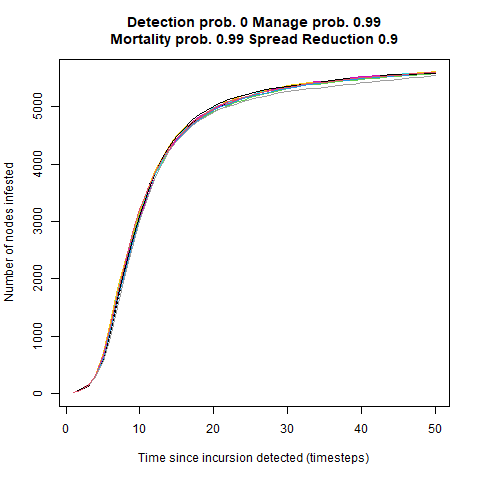 Detection prob. 0 Manage prob. 0.99
Mortality prob. 0.99 Spread Reduction 0.9
Number of nodes infested
5000
4000
3000
2000
1000
0
0 10 20 30 40 50
Time since incursion detected (timesteps)